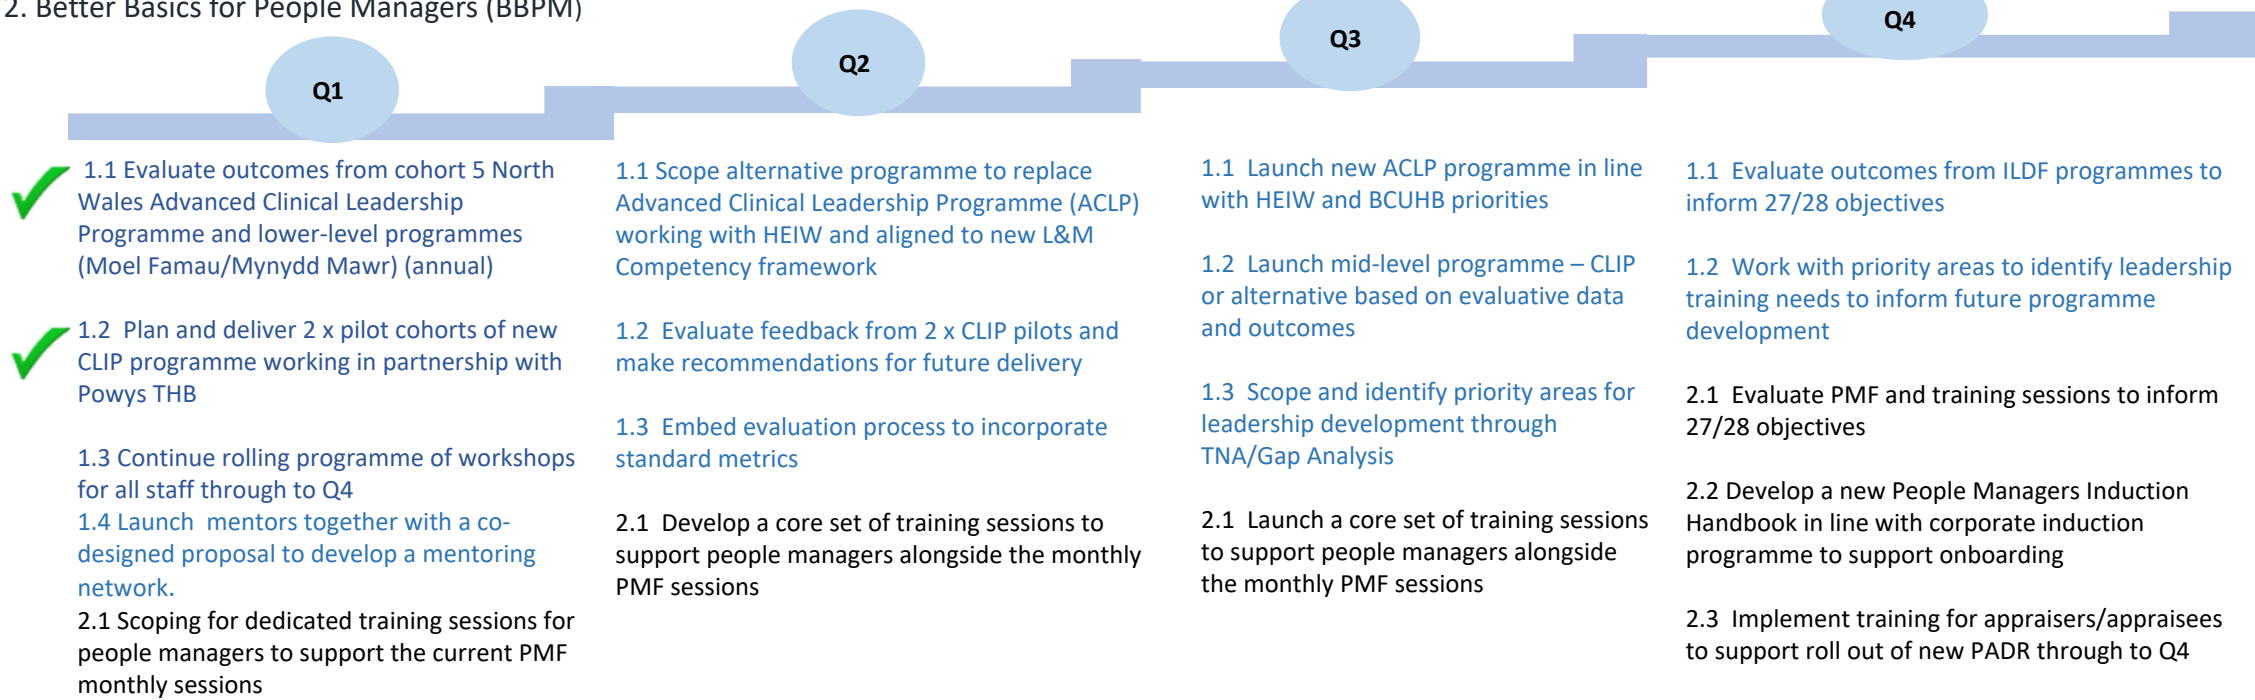 2. Better Basics for People Managers (BBPM)
Q1
Q2
Q3
Q4
1.1 Evaluate outcomes from cohort 5 North
Wales Advanced Clinical Leadership
Programme and lower-level programmes
(Moel Famau/Mynydd Mawr) (annual)
1.2 Plan and deliver 2 x pilot cohorts of new
CLIP programme working in partnership with
Powys THB
1.3 Continue rolling programme of workshops
for all staff through to Q4
1.4 Launch mentors together with a co-
designed proposal to develop a mentoring
network.
2.1 Scoping for dedicated training sessions for
people managers to support the current PMF
monthly sessions
1.1 Scope alternative programme to replace
Advanced Clinical Leadership Programme (ACLP)
working with HEIW and aligned to new L&M
Competency framework
1.2 Evaluate feedback from 2 x CLIP pilots and
make recommendations for future delivery
1.3 Embed evaluation process to incorporate
standard metrics
2.1 Develop a core set of training sessions to
support people managers alongside the monthly
PMF sessions
1.1 Launch new ACLP programme in line
with HEIW and BCUHB priorities
1.2 Launch mid-level programme – CLIP
or alternative based on evaluative data
and outcomes
1.3 Scope and identify priority areas for
leadership development through
TNA/Gap Analysis
2.1 Launch a core set of training sessions
to support people managers alongside
the monthly PMF sessions
1.1 Evaluate outcomes from ILDF programmes to
inform 27/28 objectives
1.2 Work with priority areas to identify leadership
training needs to inform future programme
development
2.1 Evaluate PMF and training sessions to inform
27/28 objectives
2.2 Develop a new People Managers Induction
Handbook in line with corporate induction
programme to support onboarding
2.3 Implement training for appraisers/appraisees
to support roll out of new PADR through to Q4